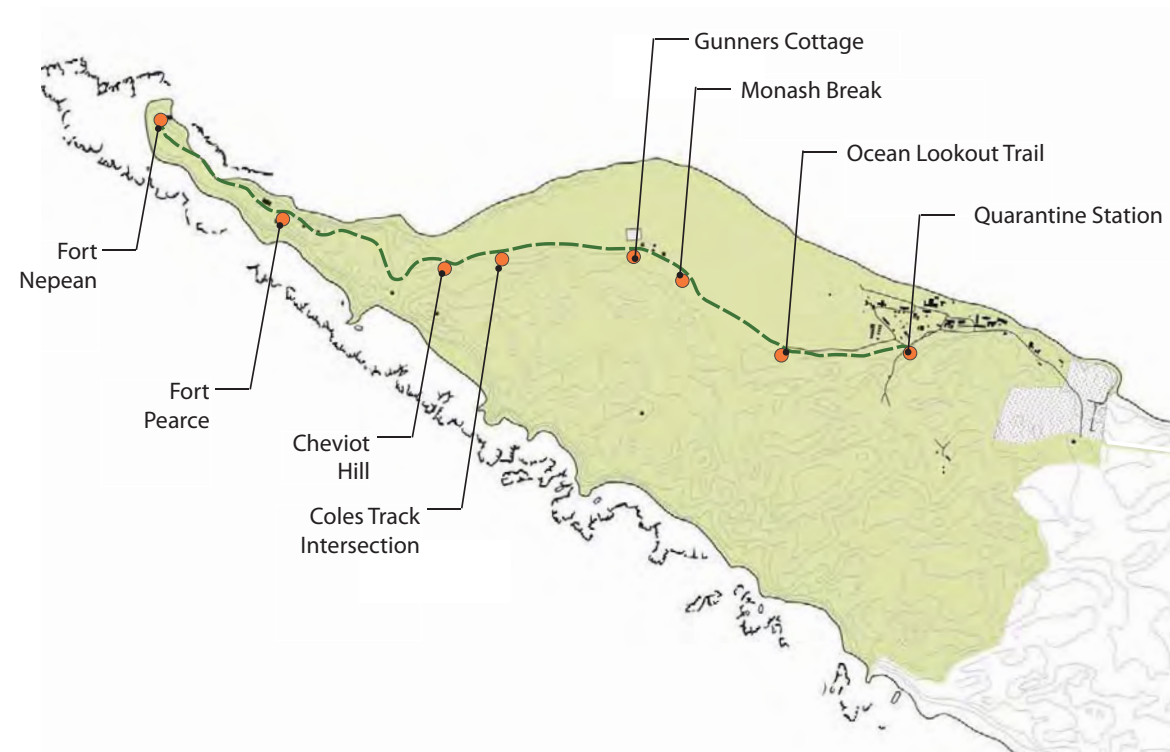 Gunners Cottage
Monash Break
Ocean Lookout Trail
Quarantine Station
Fort
Nepean
Fort
Pearce
Cheviot
Hill
Coles Track
Intersection